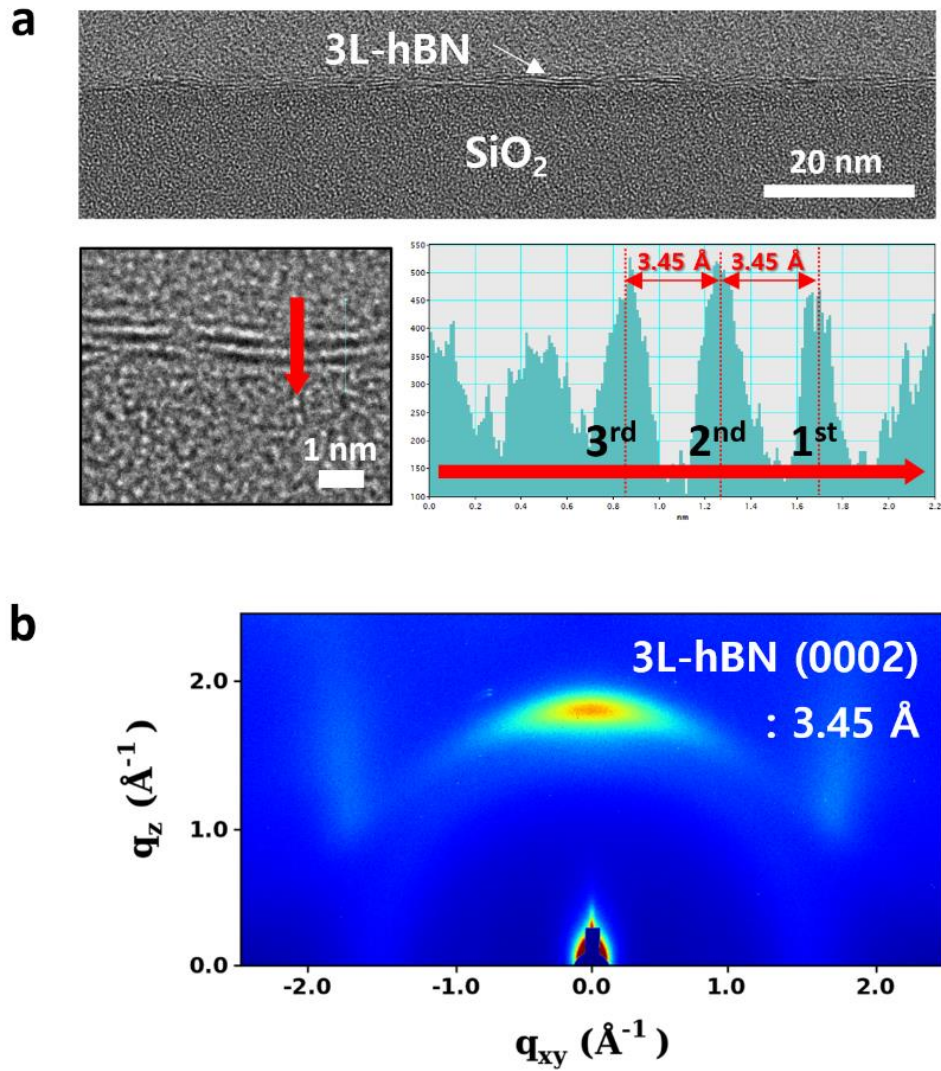 a
3L-hBN
SiO₂
20 nm
1 nm
550
500
450
400
350
300
250
200
150
100
3.45 Å 3.45 Å
3rd 2nd 1st
0.0 0.2 0.4 0.6 0.8 1.0 1.2 1.4 1.6 1.8 2.0 2.2
nm
b
3L-hBN (0002)
: 3.45 Å
2.0
1.0
0.0
qz (Å-1)
-2.0 -1.0 0.0 1.0 2.0
qxy (Å-1)